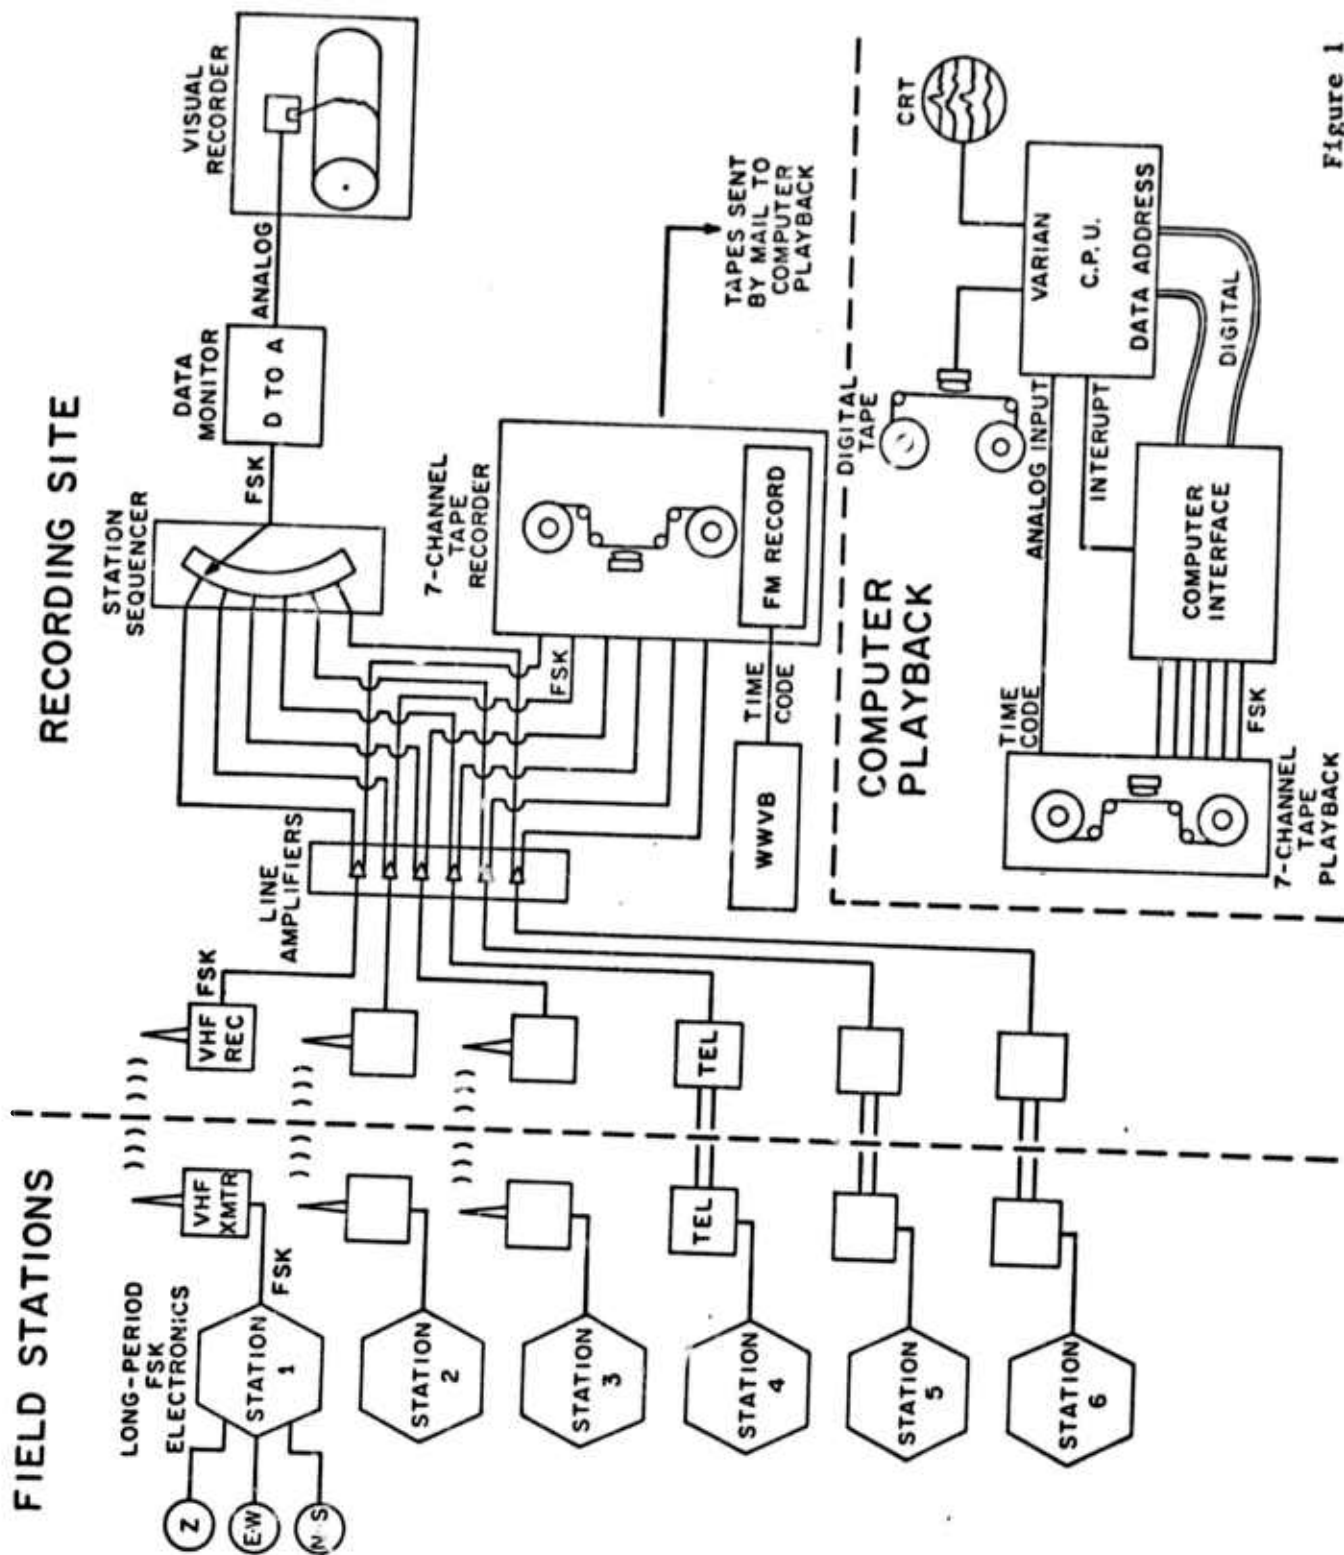 FIELD STATIONS
LONG-PERIOD
FSK
ELECTRONICS
Z
E-W
N-S
STATION
1
FSK
VHF
XMTR
STATION
2
STATION
3
STATION
4
TEL
STATION
5
STATION
6
RECORDING SITE
VHF
REC
FSK
TEL
LINE
AMPLIFIERS
STATION
SEQUENCER
FSK
DATA
MONITOR
D TO A
ANALOG
VISUAL
RECORDER
7-CHANNEL
TAPE
RECORDER
FSK
FM RECORD
TIME
CODE
WWVB
TAPES SENT
BY MAIL TO
COMPUTER
PLAYBACK
COMPUTER
PLAYBACK
7-CHANNEL
TAPE
PLAYBACK
TIME
CODE
FSK
COMPUTER
INTERFACE
ANALOG INPUT
INTERUPT
DIGITAL
TAPE
VARIAN
C.P.U.
DATA ADDRESS
DIGITAL
CRT
Figure 1